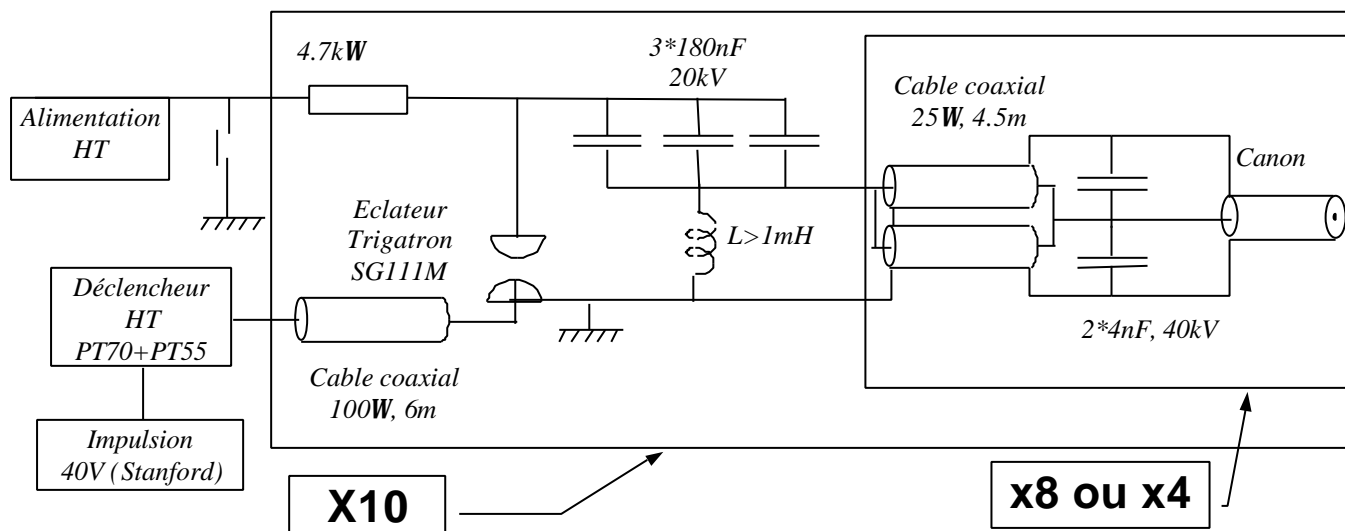 4.7kW
3*180nF
20kV
Cable coaxial
25W, 4.5m
Alimentation
HT
Canon
Eclateur
Trigatron
SG111M
L>1mH
Déclencheur
HT
PT70+PT55
2*4nF, 40kV
Cable coaxial
100W, 6m
Impulsion
40V (Stanford)
X10
x8 ou x4